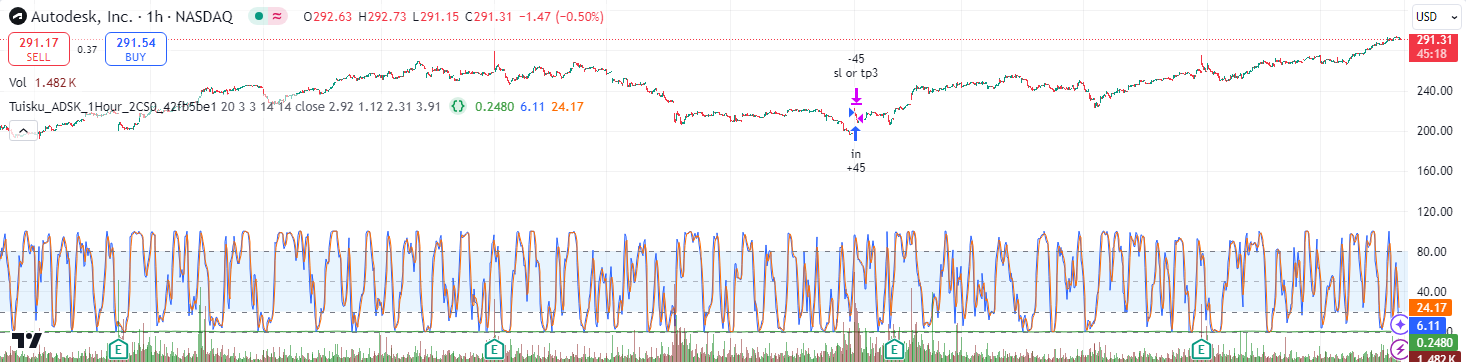 Autodesk, Inc. · 1h · NASDAQ O292.63 H292.73 L291.15 C291.31 −1.47 (−0.50%)
USD
291.17 SELL
0.37
291.54 BUY
291.31
45:18
Vol 1.482 K
Tuisku_ADSK_1Hour_2CS0_42fb5be1 20 3 3 14 14 close 2.92 1.12 2.31 3.91 {} 0.2480 6.11 24.17
-45
sl or tp3
in
+45
240.00
200.00
160.00
120.00
80.00
40.00
24.17
6.11
0.2480
1.482 K
E E E E